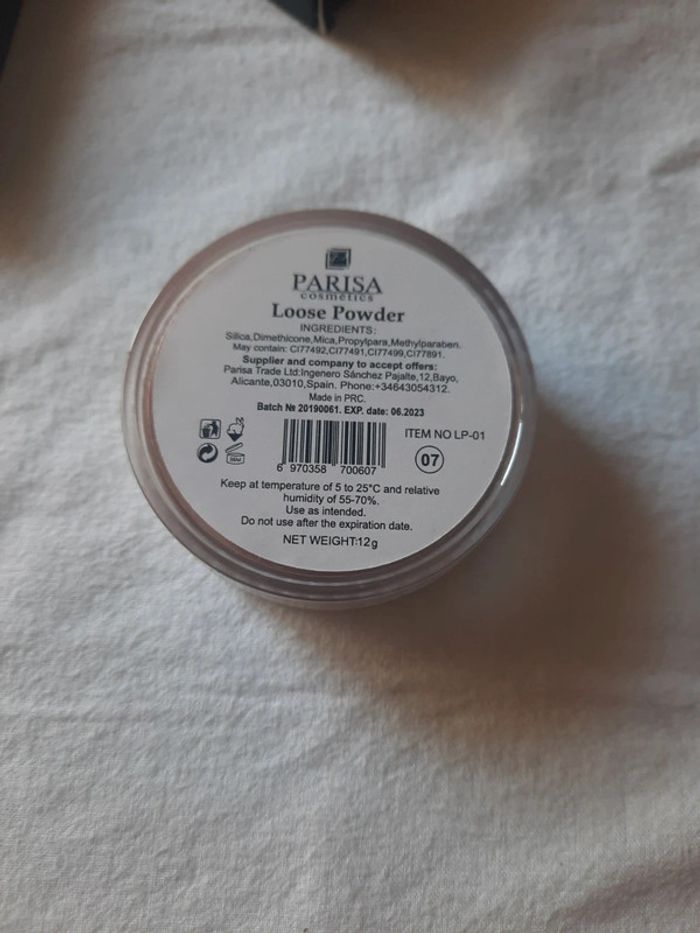 PARISA
cosmetics
Loose Powder
INGREDIENTS:
Silica,Dimethicone,Mica,Propylpara,Methylparaben.
May contain: CI77492,CI77491,CI77499,CI77891.
Supplier and company to accept offers:
Parisa Trade Ltd:Ingenero Sánchez Pajalte,12,Bayo,
Alicante,03010,Spain. Phone:+34643054312.
Made in PRC.
Batch № 20190061. EXP. date: 06.2023
ITEM NO LP-01
07
6 970358 700607
Keep at temperature of 5 to 25°C and relative
humidity of 55-70%.
Use as intended.
Do not use after the expiration date.
NET WEIGHT:12g